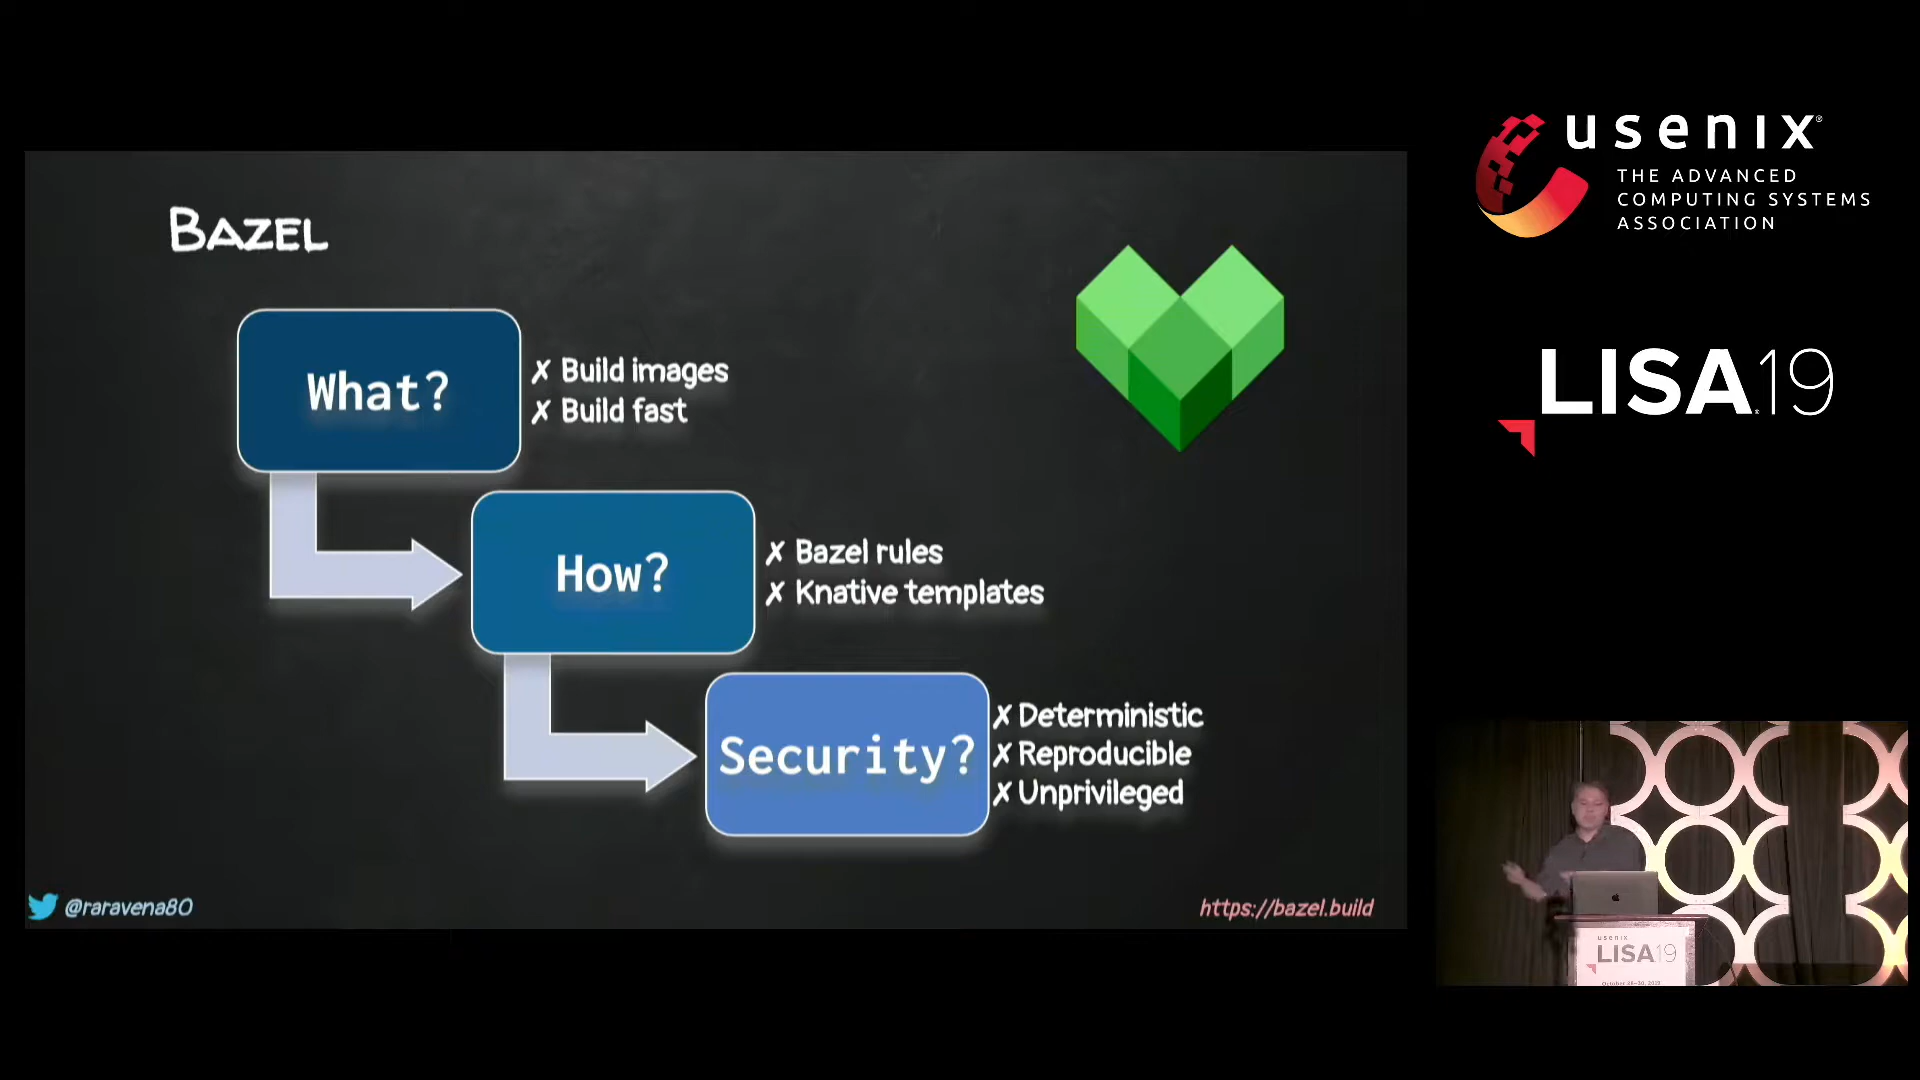 BAZEL
What?
✗ Build images
✗ Build fast
How?
✗ Bazel rules
✗ Knative templates
Security?
✗ Deterministic
✗ Reproducible
✗ Unprivileged
@raravena80
https://bazel.build
usenix®
THE ADVANCED
COMPUTING SYSTEMS
ASSOCIATION
LISA19
usenix
LISA19